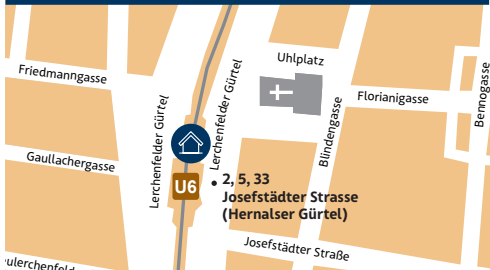 Uhlplatz
Friedmanngasse
Florianigasse
Bennogasse
Lerchenfelder Gürtel
Lerchenfelder Gürtel
Blindengasse
Gaullachergasse
U6
• 2, 5, 33
Josefstädter Strasse
(Hernalser Gürtel)
Josefstädter Straße